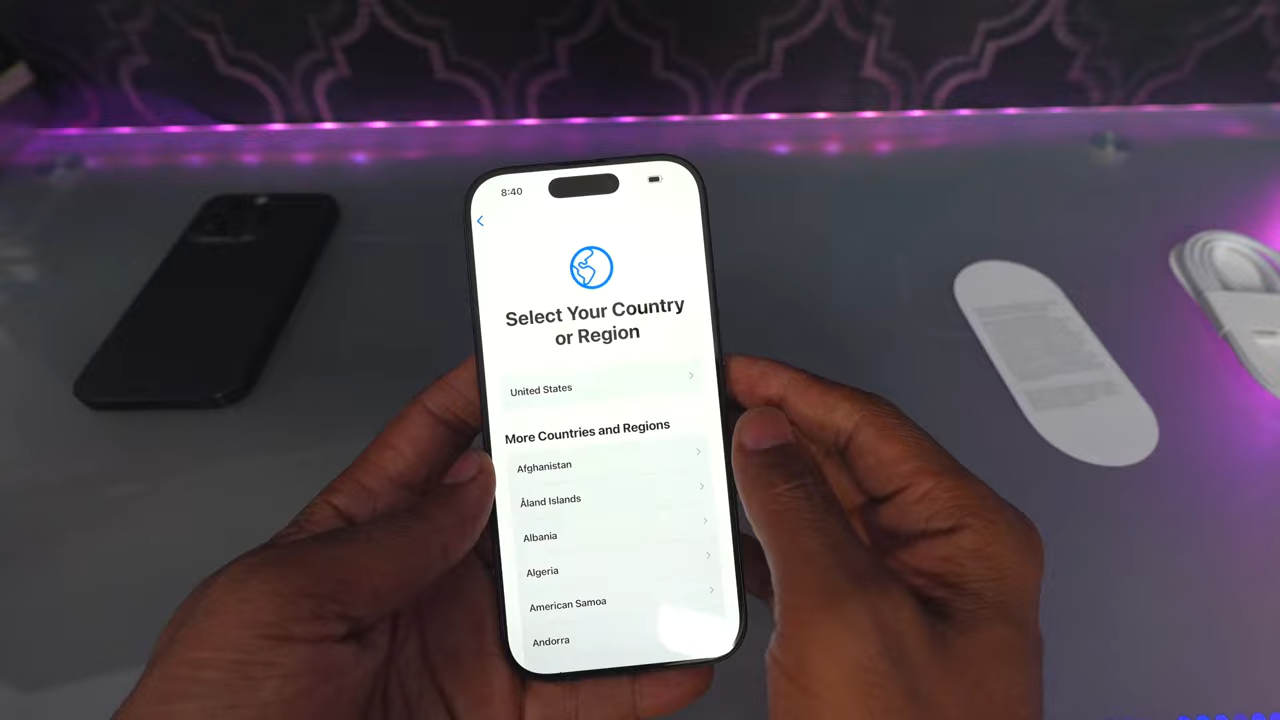 8:40
Select Your Country
or Region
United States
More Countries and Regions
Afghanistan
Åland Islands
Albania
Algeria
American Samoa
Andorra